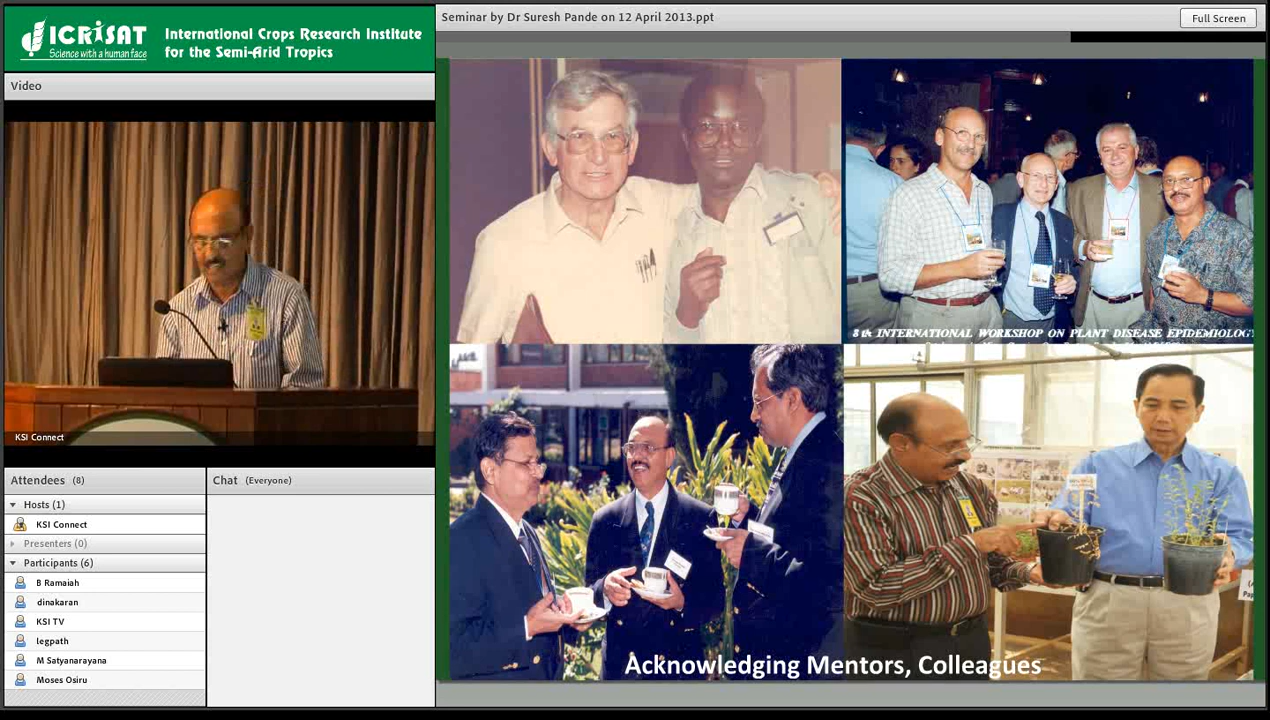 ICRISAT
Science with a human face
International Crops Research Institute
for the Semi-Arid Tropics
Seminar by Dr Suresh Pande on 12 April 2013.ppt
Full Screen
Video
KSI Connect
8 th INTERNATIONAL WORKSHOP ON PLANT DISEASE EPIDEMIOLOGY
Acknowledging Mentors, Colleagues
Attendees (8)
Hosts (1)
KSI Connect
Presenters (0)
Participants (6)
B Ramaiah
dinakaran
KSI TV
legpath
M Satyanarayana
Moses Osiru
Chat (Everyone)